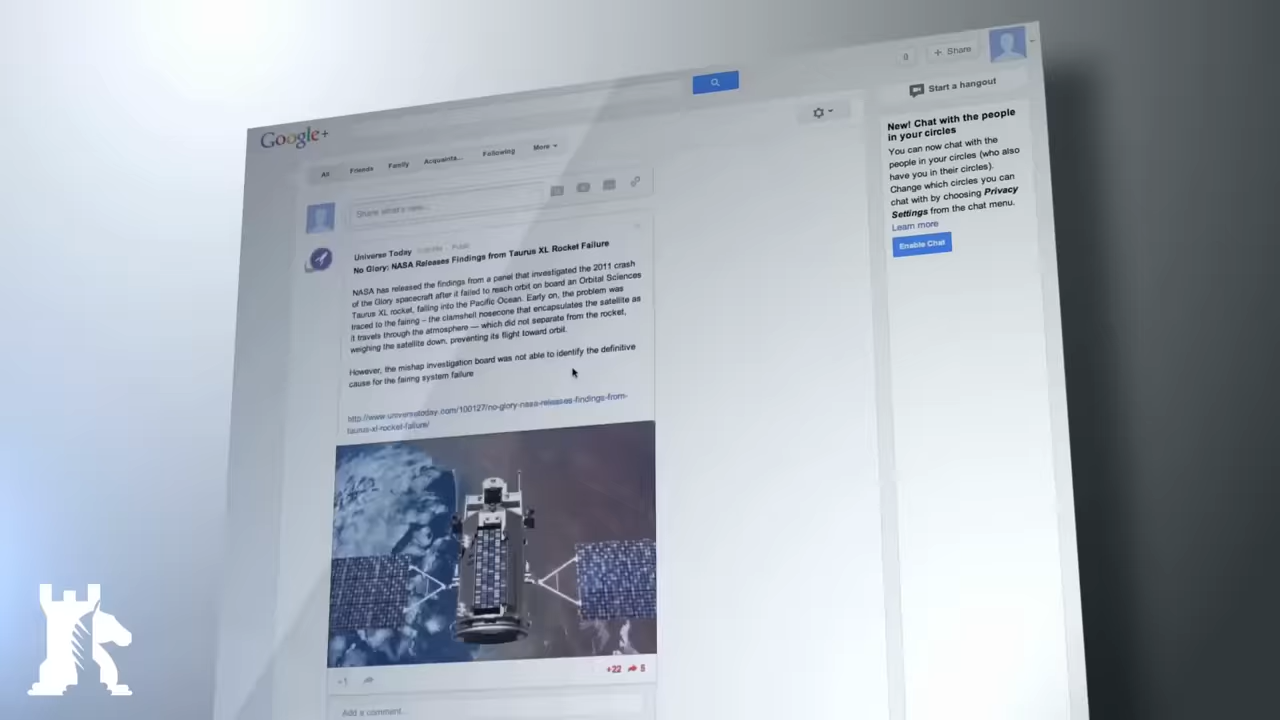 Google+
0
+ Share
Start a hangout
All
Friends
Family
Acquainta...
Following
More
Share what's new...
Universe Today
Public
No Glory: NASA Releases Findings from Taurus XL Rocket Failure
NASA has released the findings from a panel that investigated the 2011 crash
of the Glory spacecraft after it failed to reach orbit on board an Orbital Sciences
Taurus XL rocket, falling into the Pacific Ocean. Early on, the problem was
traced to the fairing – the clamshell nosecone that encapsulates the satellite as
it travels through the atmosphere — which did not separate from the rocket,
weighing the satellite down, preventing its flight toward orbit.
However, the mishap investigation board was not able to identify the definitive
cause for the fairing system failure
http://www.universetoday.com/100127/no-glory-nasa-releases-findings-from-
taurus-xl-rocket-failure/
+1
+22
5
Add a comment...
New! Chat with the people
in your circles
You can now chat with the
people in your circles (who also
have you in their circles).
Change which circles you can
chat with by choosing Privacy
Settings from the chat menu.
Learn more
Enable Chat